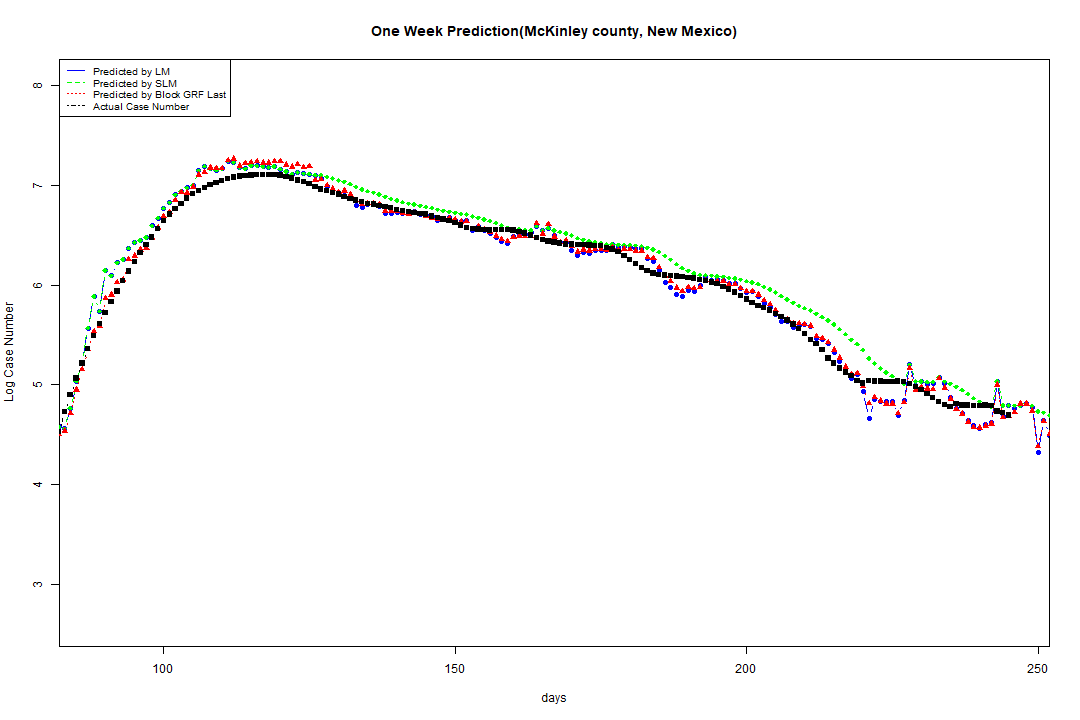 One Week Prediction(McKinley county, New Mexico)
Predicted by LM
Predicted by SLM
Predicted by Block GRF Last
Actual Case Number
8
7
6
5
4
3
Log Case Number
100 150 200 250
days